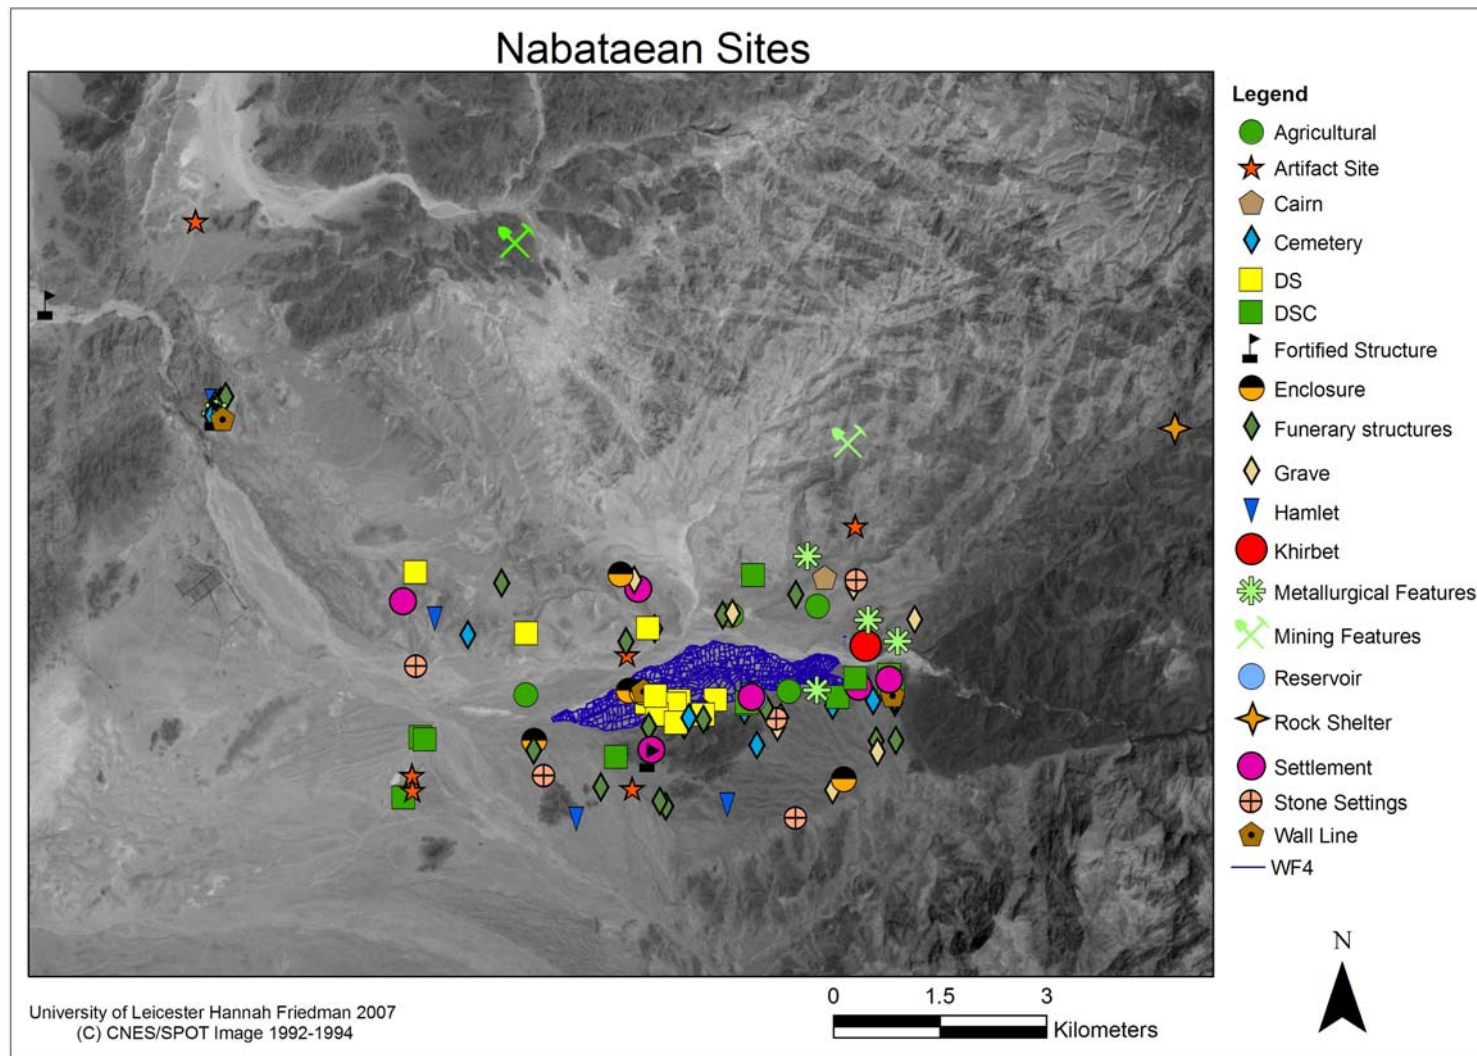 Nabataean Sites
Legend
Agricultural
Artifact Site
Cairn
Cemetery
DS
DSC
Fortified Structure
Enclosure
Funerary structures
Grave
Hamlet
Khirbet
Metallurgical Features
Mining Features
Reservoir
Rock Shelter
Settlement
Stone Settings
Wall Line
WF4
N
0 1.5 3
Kilometers
University of Leicester Hannah Friedman 2007
(C) CNES/SPOT Image 1992-1994